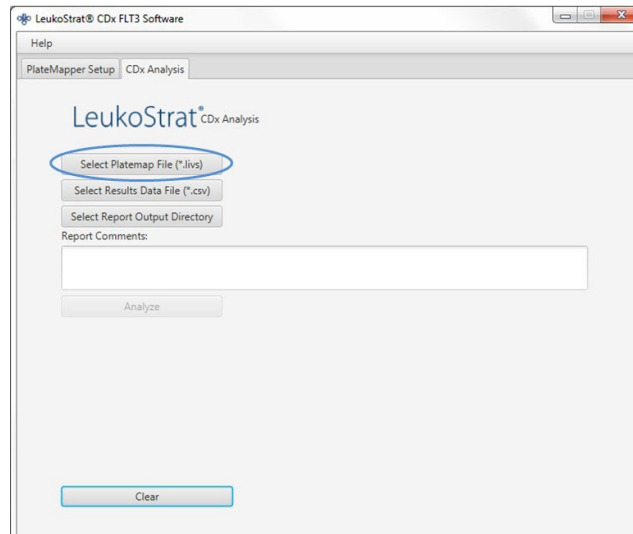 LeukoStrat® CDx FLT3 Software
Help
PlateMapper Setup CDx Analysis
LeukoStrat® CDx Analysis
Select Platemap File (*.livs)
Select Results Data File (*.csv)
Select Report Output Directory
Report Comments:
Analyze
Clear